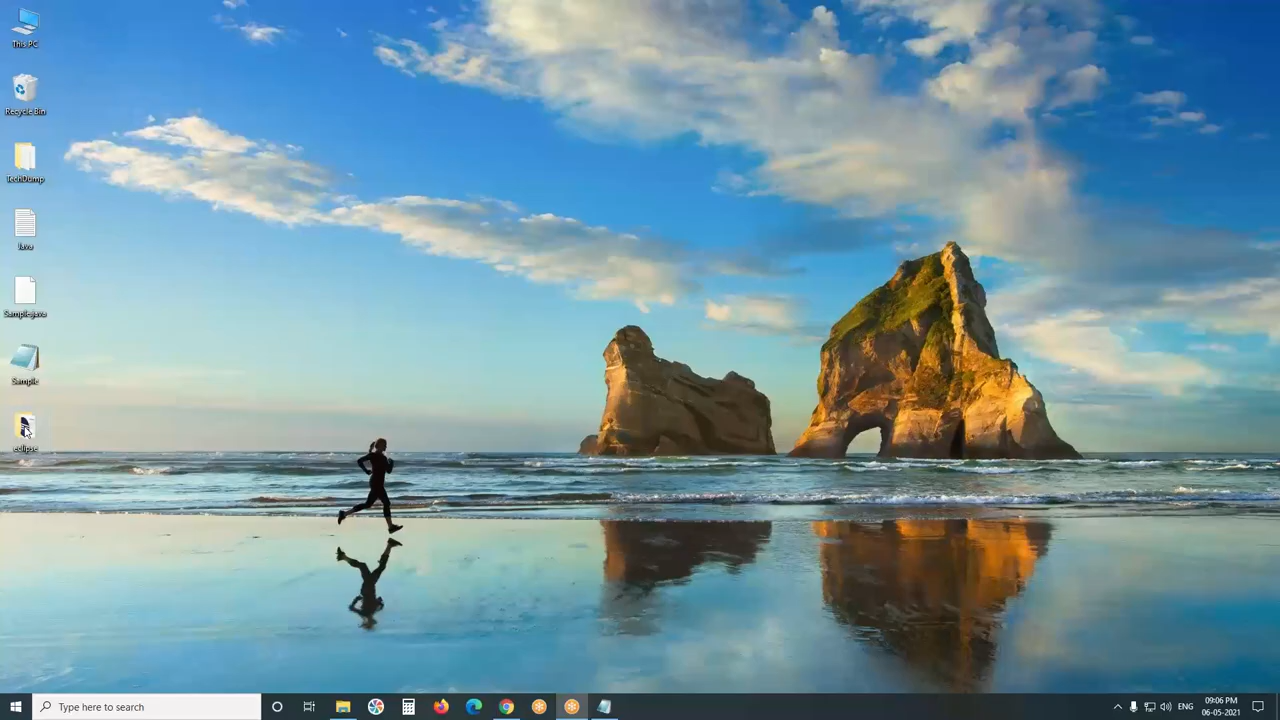 This PC
Recycle Bin
TechDump
Java
Sample.java
Sample
eclipse
Type here to search
ENG
09:06 PM
06-05-2021